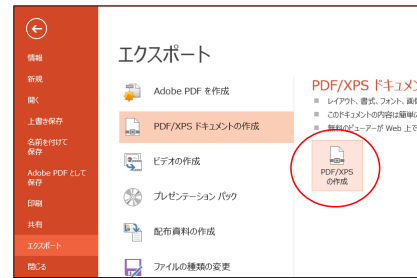 情報
新規
開く
上書き保存
名前を付けて
保存
Adobe PDF として
保存
印刷
共有
エクスポート
閉じる
エクスポート
Adobe PDF を作成
PDF/XPS ドキュメントの作成
ビデオの作成
プレゼンテーション パック
配布資料の作成
ファイルの種類の変更
PDF/XPS ドキュメン
レイアウト、書式、フォント、画像
このドキュメントの内容は簡単に
無料のビューアーが Web 上で
PDF/XPS
の作成